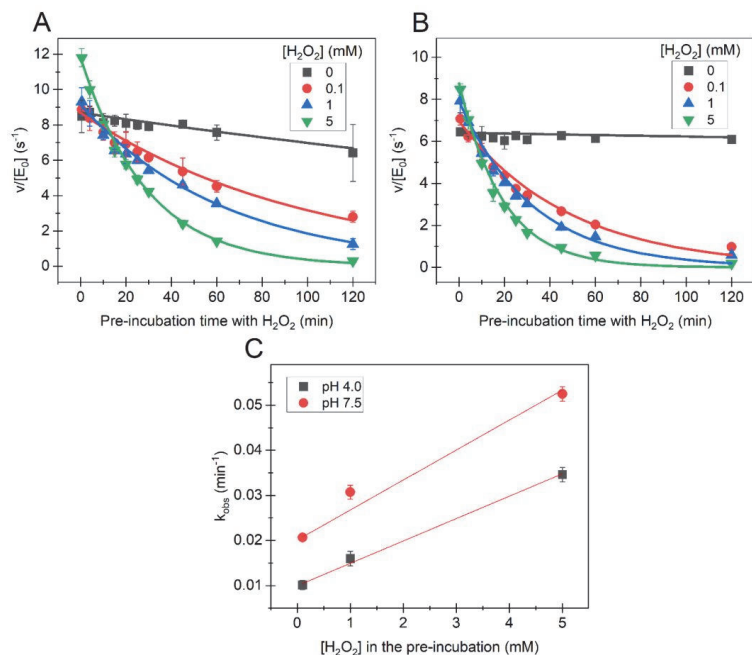 A
[H₂O₂] (mM)
0
0.1
1
5
12
10
8
6
4
2
0
v/[E₀] (s⁻¹)
0 20 40 60 80 100 120
Pre-incubation time with H₂O₂ (min)
B
[H₂O₂] (mM)
0
0.1
1
5
10
8
6
4
2
0
v/[E₀] (s⁻¹)
0 20 40 60 80 100 120
Pre-incubation time with H₂O₂ (min)
C
pH 4.0
pH 7.5
0.05
0.04
0.03
0.02
0.01
k_obs (min⁻¹)
0 1 2 3 4 5
[H₂O₂] in the pre-incubation (mM)